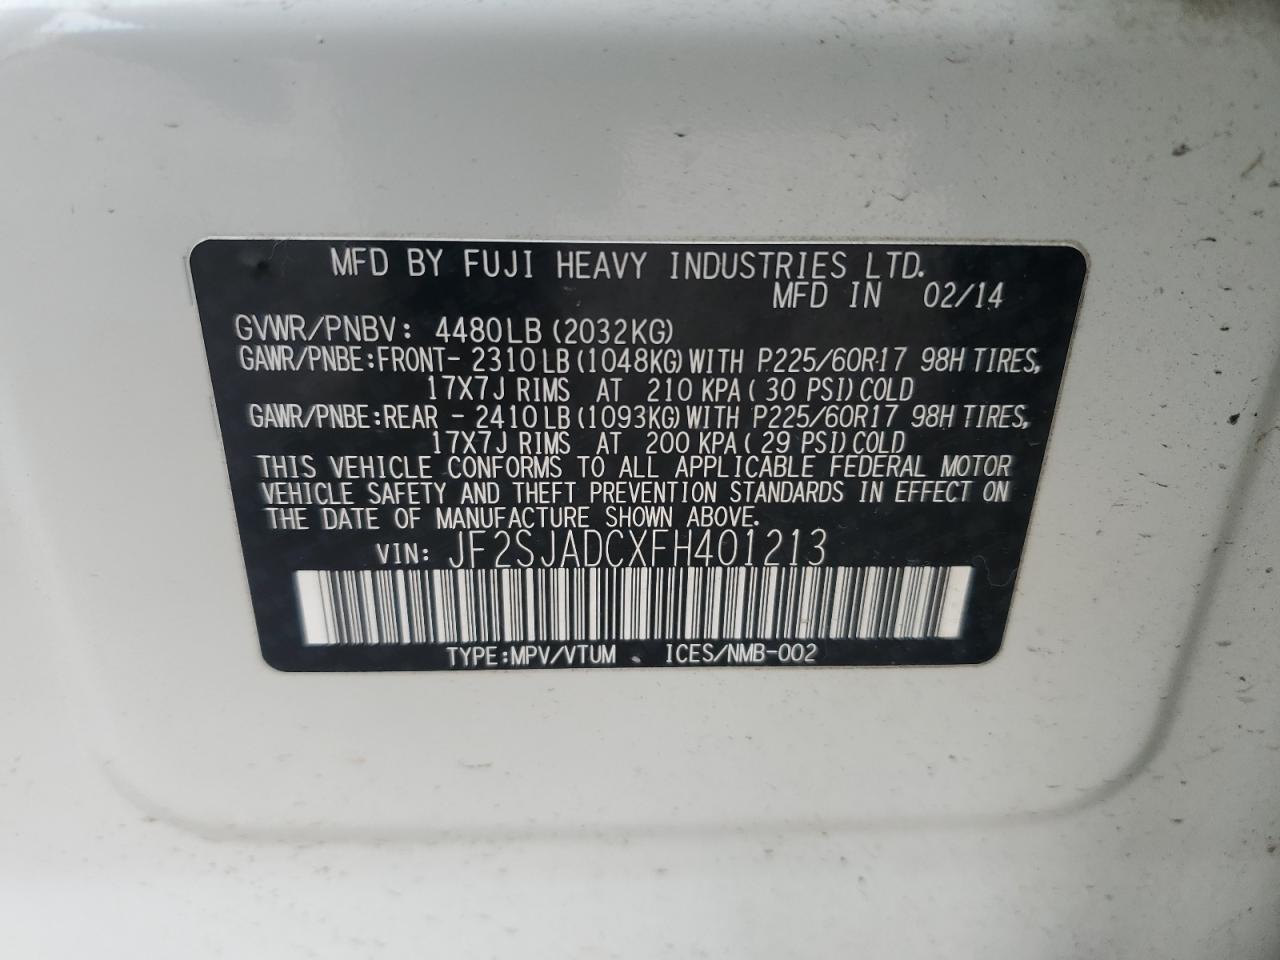 MFD BY FUJI HEAVY INDUSTRIES LTD.
MFD IN 02/14
GVWR/PNBV: 4480LB (2032KG)
GAWR/PNBE:FRONT- 2310LB (1048KG) WITH P225/60R17 98H TIRES,
17X7J RIMS AT 210 KPA ( 30 PSI) COLD
GAWR/PNBE:REAR - 2410LB (1093KG) WITH P225/60R17 98H TIRES,
17X7J RIMS AT 200 KPA ( 29 PSI) COLD
THIS VEHICLE CONFORMS TO ALL APPLICABLE FEDERAL MOTOR
VEHICLE SAFETY AND THEFT PREVENTION STANDARDS IN EFFECT ON
THE DATE OF MANUFACTURE SHOWN ABOVE.
VIN: JF2SJADCXFH401213
TYPE:MPV/VTUM . ICES/NMB-002